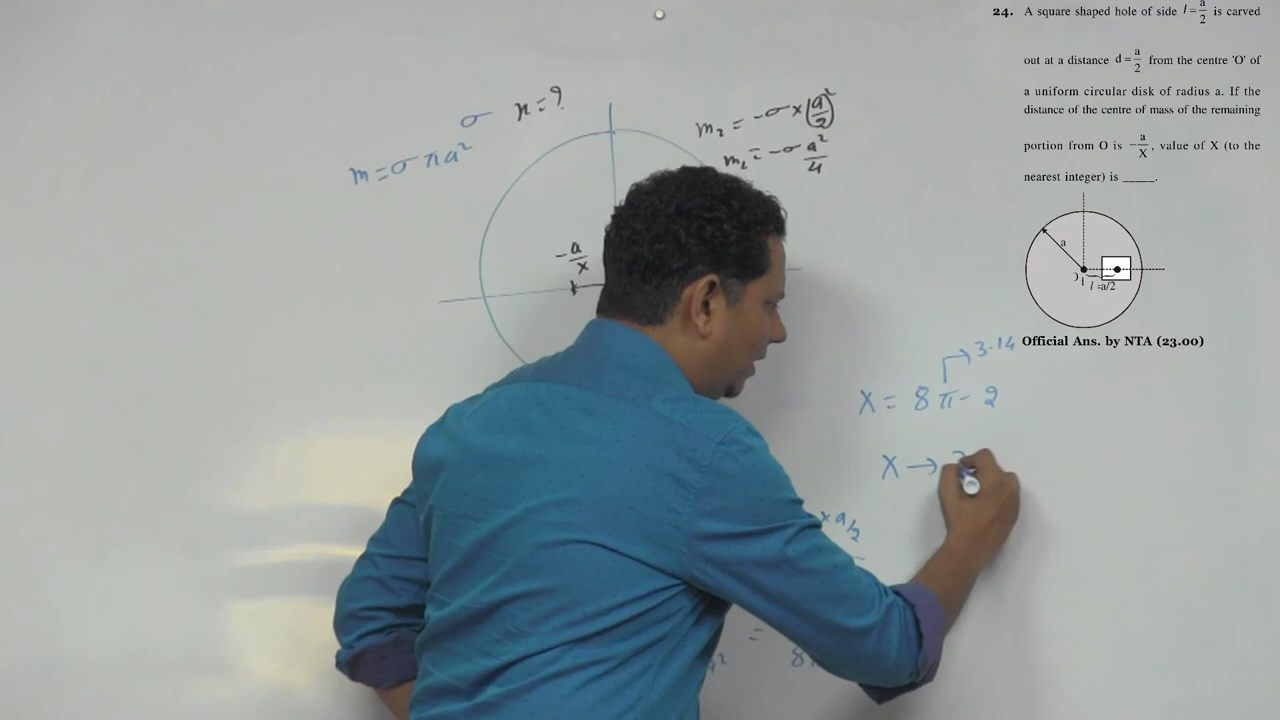 24. A square shaped hole of side l = a/2 is carved
out at a distance d = a/2 from the centre 'O' of
a uniform circular disk of radius a. If the
distance of the centre of mass of the remaining
portion from O is -a/X, value of X (to the
nearest integer) is ____.
a
l = a/2
Official Ans. by NTA (23.00)
σ x = ?
m = σ π a²
m₂ = -σ × (a/2)²
m₂ = -σ a²/4
-a/x
3.14
X = 8π - 2
X →
× a/2
=